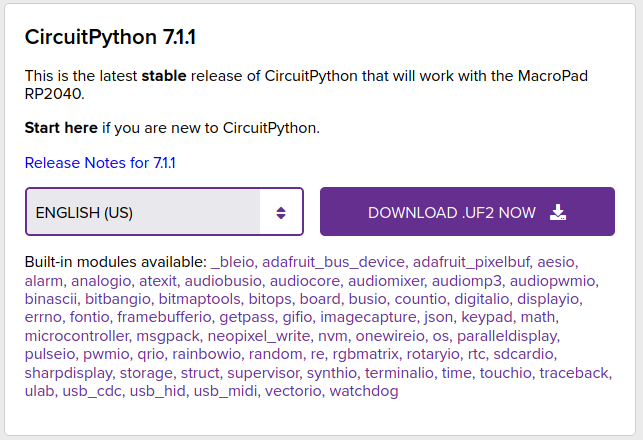 CircuitPython 7.1.1
This is the latest stable release of CircuitPython that will work with the MacroPad
RP2040.
Start here if you are new to CircuitPython.
Release Notes for 7.1.1
ENGLISH (US)
DOWNLOAD .UF2 NOW
Built-in modules available: _bleio, adafruit_bus_device, adafruit_pixelbuf, aesio,
alarm, analogio, atexit, audiobusio, audiocore, audiomixer, audiomp3, audiopwmio,
binascii, bitbangio, bitmaptools, bitops, board, busio, countio, digitalio, displayio,
errno, fontio, framebufferio, getpass, gifio, imagecapture, json, keypad, math,
microcontroller, msgpack, neopixel_write, nvm, onewireio, os, paralleldisplay,
pulseio, pwmio, qrio, rainbowio, random, re, rgbmatrix, rotaryio, rtc, sdcardio,
sharpdisplay, storage, struct, supervisor, synthio, terminalio, time, touchio, traceback,
ulab, usb_cdc, usb_hid, usb_midi, vectorio, watchdog